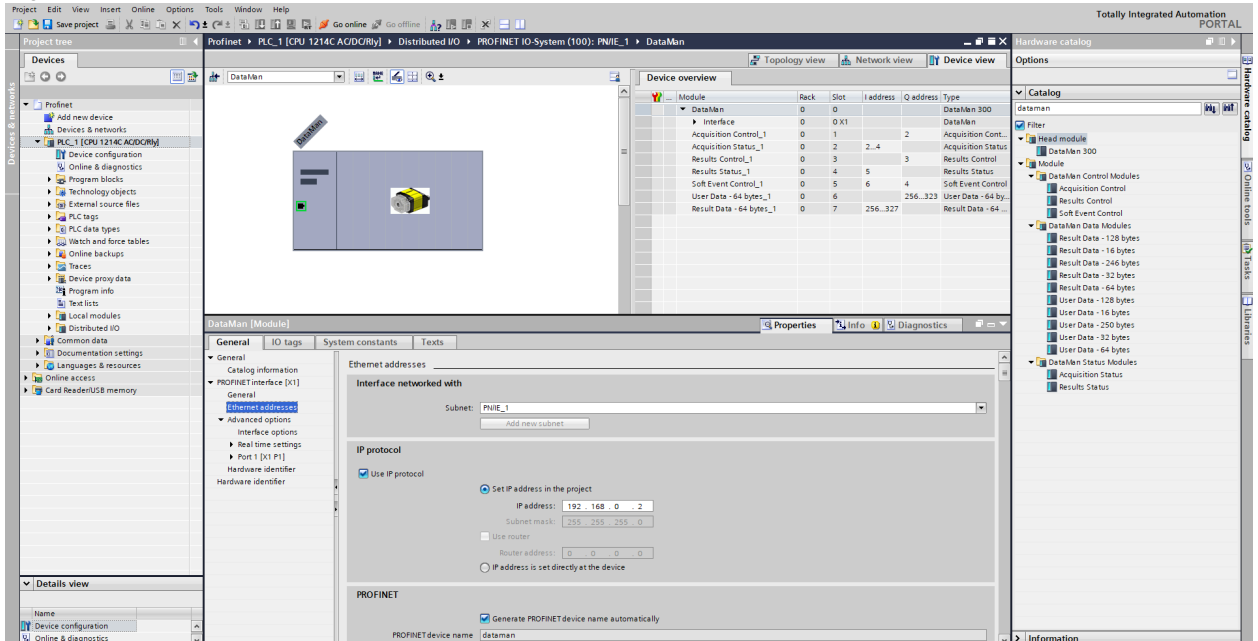 Project Edit View Insert Online Options Tools Window Help
Totally Integrated Automation
PORTAL
Save project Go online Go offline
Project tree
Devices
Profinet
Add new device
Devices & networks
PLC_1 [CPU 1214C AC/DC/Rly]
Device configuration
Online & diagnostics
Program blocks
Technology objects
External source files
PLC tags
PLC data types
Watch and force tables
Online backups
Traces
Device proxy data
Program info
Text lists
Local modules
Distributed I/O
Common data
Documentation settings
Languages & resources
Online access
Card Reader/USB memory
Details view
Name
Device configuration
Online & diagnostics
Devices & networks
Profinet PLC_1 [CPU 1214C AC/DC/Rly] Distributed I/O PROFINET IO-System (100): PN/IE_1 DataMan
Topology view Network view Device view
DataMan
DataMan
Device overview
... Module Rack Slot I address Q address Type
DataMan 0 0 DataMan 300
Interface 0 0 X1 DataMan
Acquisition Control_1 0 1 2 Acquisition Cont...
Acquisition Status_1 0 2 2...4 Acquisition Status
Results Control_1 0 3 3 Results Control
Results Status_1 0 4 5 Results Status
Soft Event Control_1 0 5 6 4 Soft Event Control
User Data - 64 bytes_1 0 6 256...323 User Data - 64 by...
Result Data - 64 bytes_1 0 7 256...327 Result Data - 64 ...
DataMan [Module]
Properties Info Diagnostics
General IO tags System constants Texts
General
Catalog information
PROFINET interface [X1]
General
Ethernet addresses
Advanced options
Interface options
Real time settings
Port 1 [X1 P1]
Hardware identifier
Hardware identifier
Ethernet addresses
Interface networked with
Subnet: PN/IE_1
Add new subnet
IP protocol
Use IP protocol
Set IP address in the project
IP address: 192 . 168 . 0 . 2
Subnet mask: 255 . 255 . 255 . 0
Use router
Router address: 0 . 0 . 0 . 0
IP address is set directly at the device
PROFINET
Generate PROFINET device name automatically
PROFINET device name dataman
Hardware catalog
Options
Catalog
dataman
Filter
Head module
DataMan 300
Module
DataMan Control Modules
Acquisition Control
Results Control
Soft Event Control
DataMan Data Modules
Result Data - 128 bytes
Result Data - 16 bytes
Result Data - 246 bytes
Result Data - 32 bytes
Result Data - 64 bytes
User Data - 128 bytes
User Data - 16 bytes
User Data - 250 bytes
User Data - 32 bytes
User Data - 64 bytes
DataMan Status Modules
Acquisition Status
Results Status
Information
Hardware catalog
Online tools
Tasks
Libraries